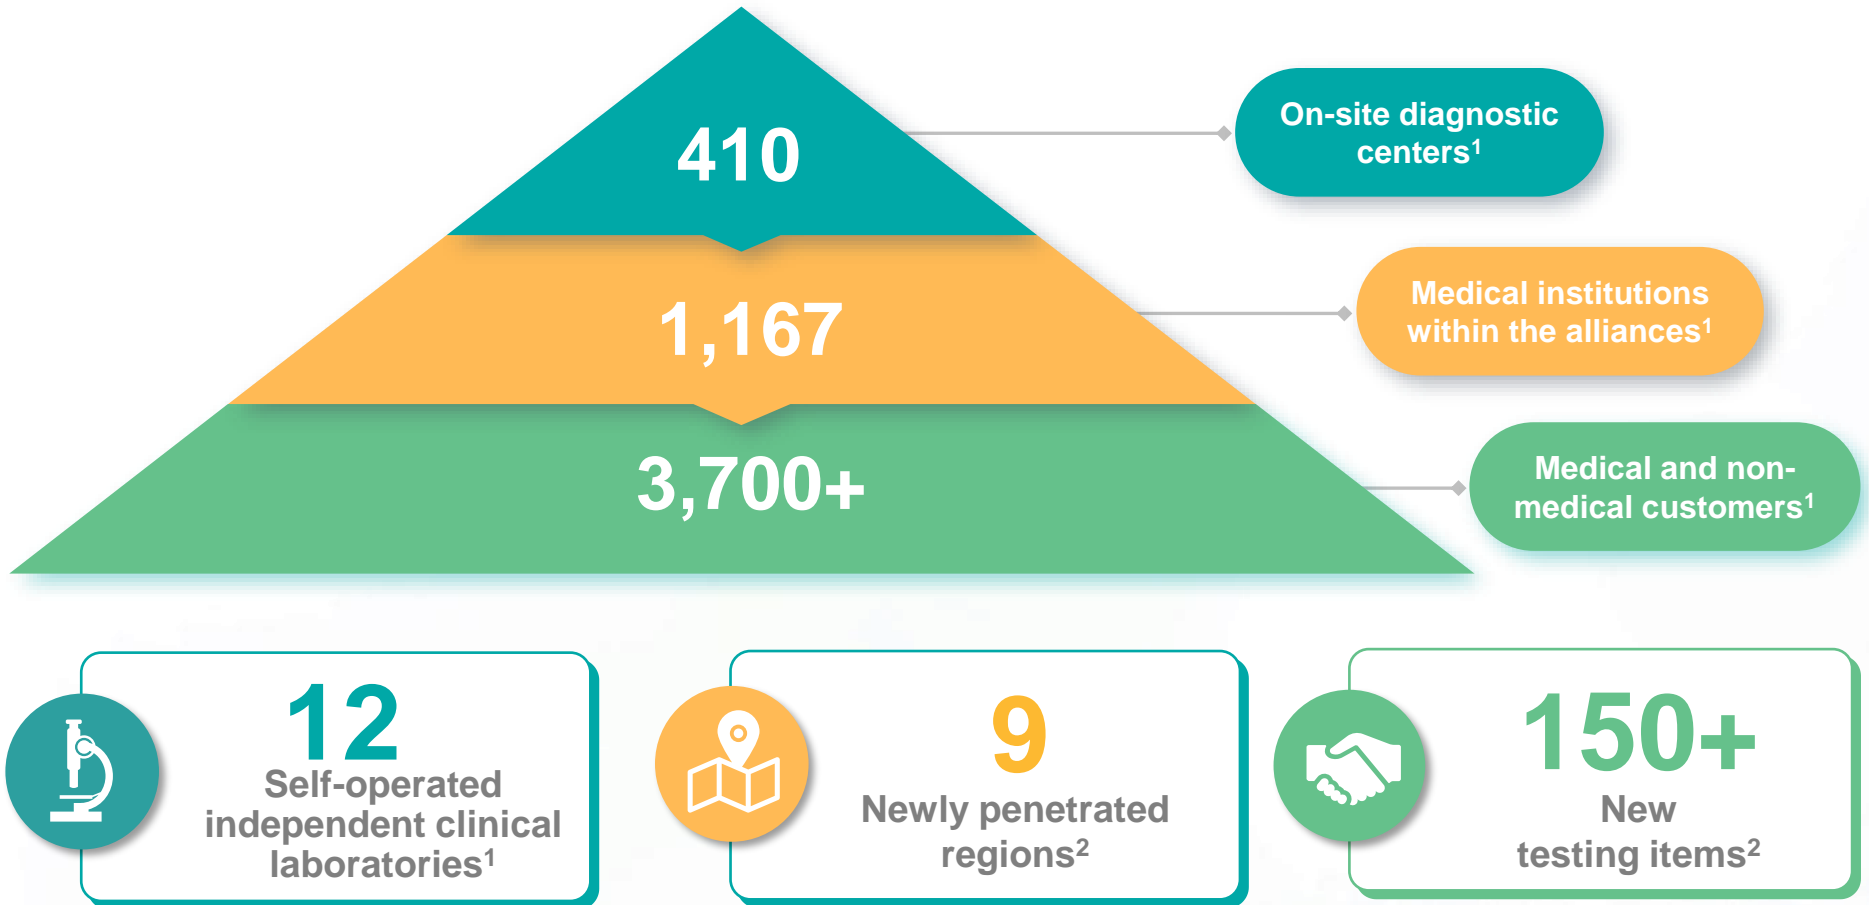 410
On-site diagnostic
centers¹
1,167
Medical institutions
within the alliances¹
3,700+
Medical and non-
medical customers¹
12
Self-operated
independent clinical
laboratories¹
9
Newly penetrated
regions²
150+
New
testing items²